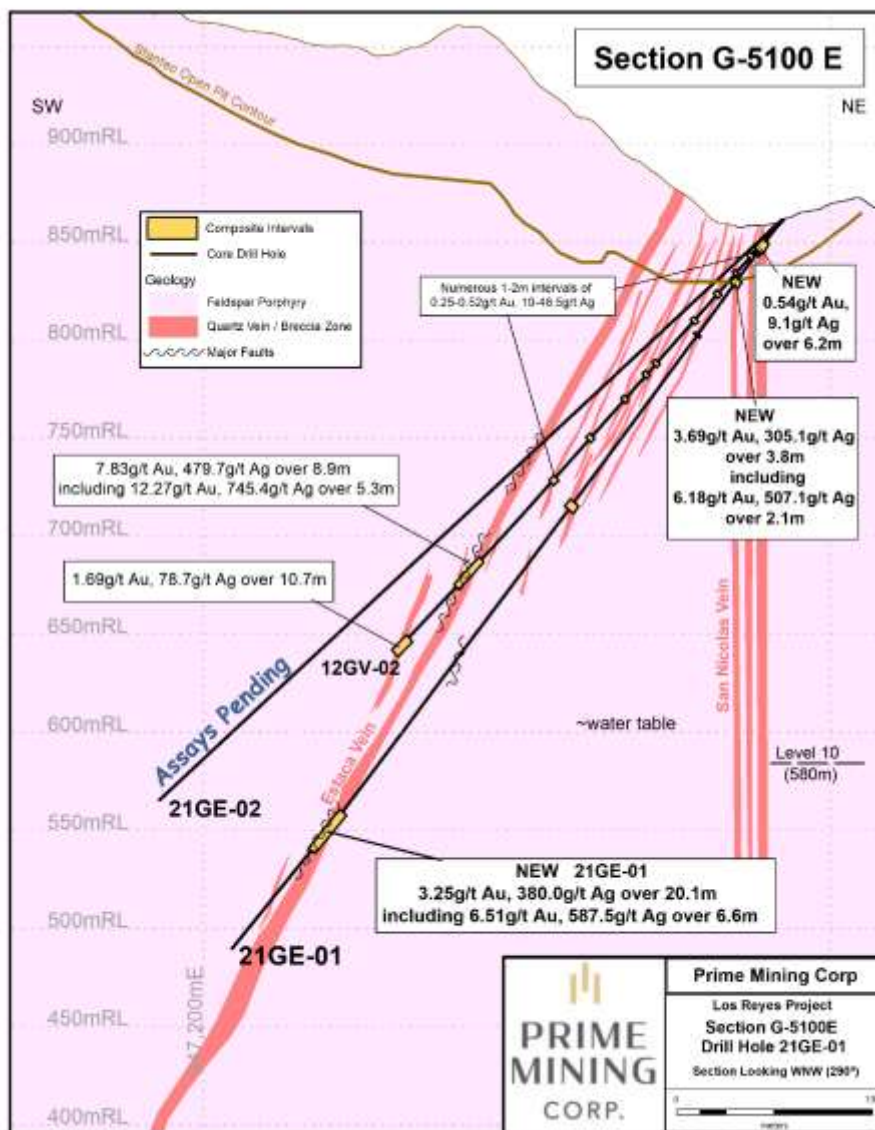 Section G-5100 E
Stantec Open Pit Contour
SW
NE
900mRL
850mRL
800mRL
750mRL
700mRL
650mRL
600mRL
550mRL
500mRL
450mRL
400mRL
Composite Intervals
Core Drill Hole
Geology
Feldspar Porphyry
Quartz Vein / Breccia Zone
Major Faults
Numerous 1-2m intervals of
0.25-0.52g/t Au, 10-48.5g/t Ag
NEW
0.54g/t Au,
9.1g/t Ag
over 6.2m
NEW
3.69g/t Au, 305.1g/t Ag
over 3.8m
including
6.18g/t Au, 507.1g/t Ag
over 2.1m
7.83g/t Au, 479.7g/t Ag over 8.9m
including 12.27g/t Au, 745.4g/t Ag over 5.3m
1.69g/t Au, 78.7g/t Ag over 10.7m
12GV-02
Assays Pending
21GE-02
Estaca Vein
San Nicolas Vein
~water table
Level 10
(580m)
NEW 21GE-01
3.25g/t Au, 380.0g/t Ag over 20.1m
including 6.51g/t Au, 587.5g/t Ag over 6.6m
21GE-01
PRIME
MINING
CORP.
Prime Mining Corp
Los Reyes Project
Section G-5100E
Drill Hole 21GE-01
Section Looking WNW (290º)
0
meters